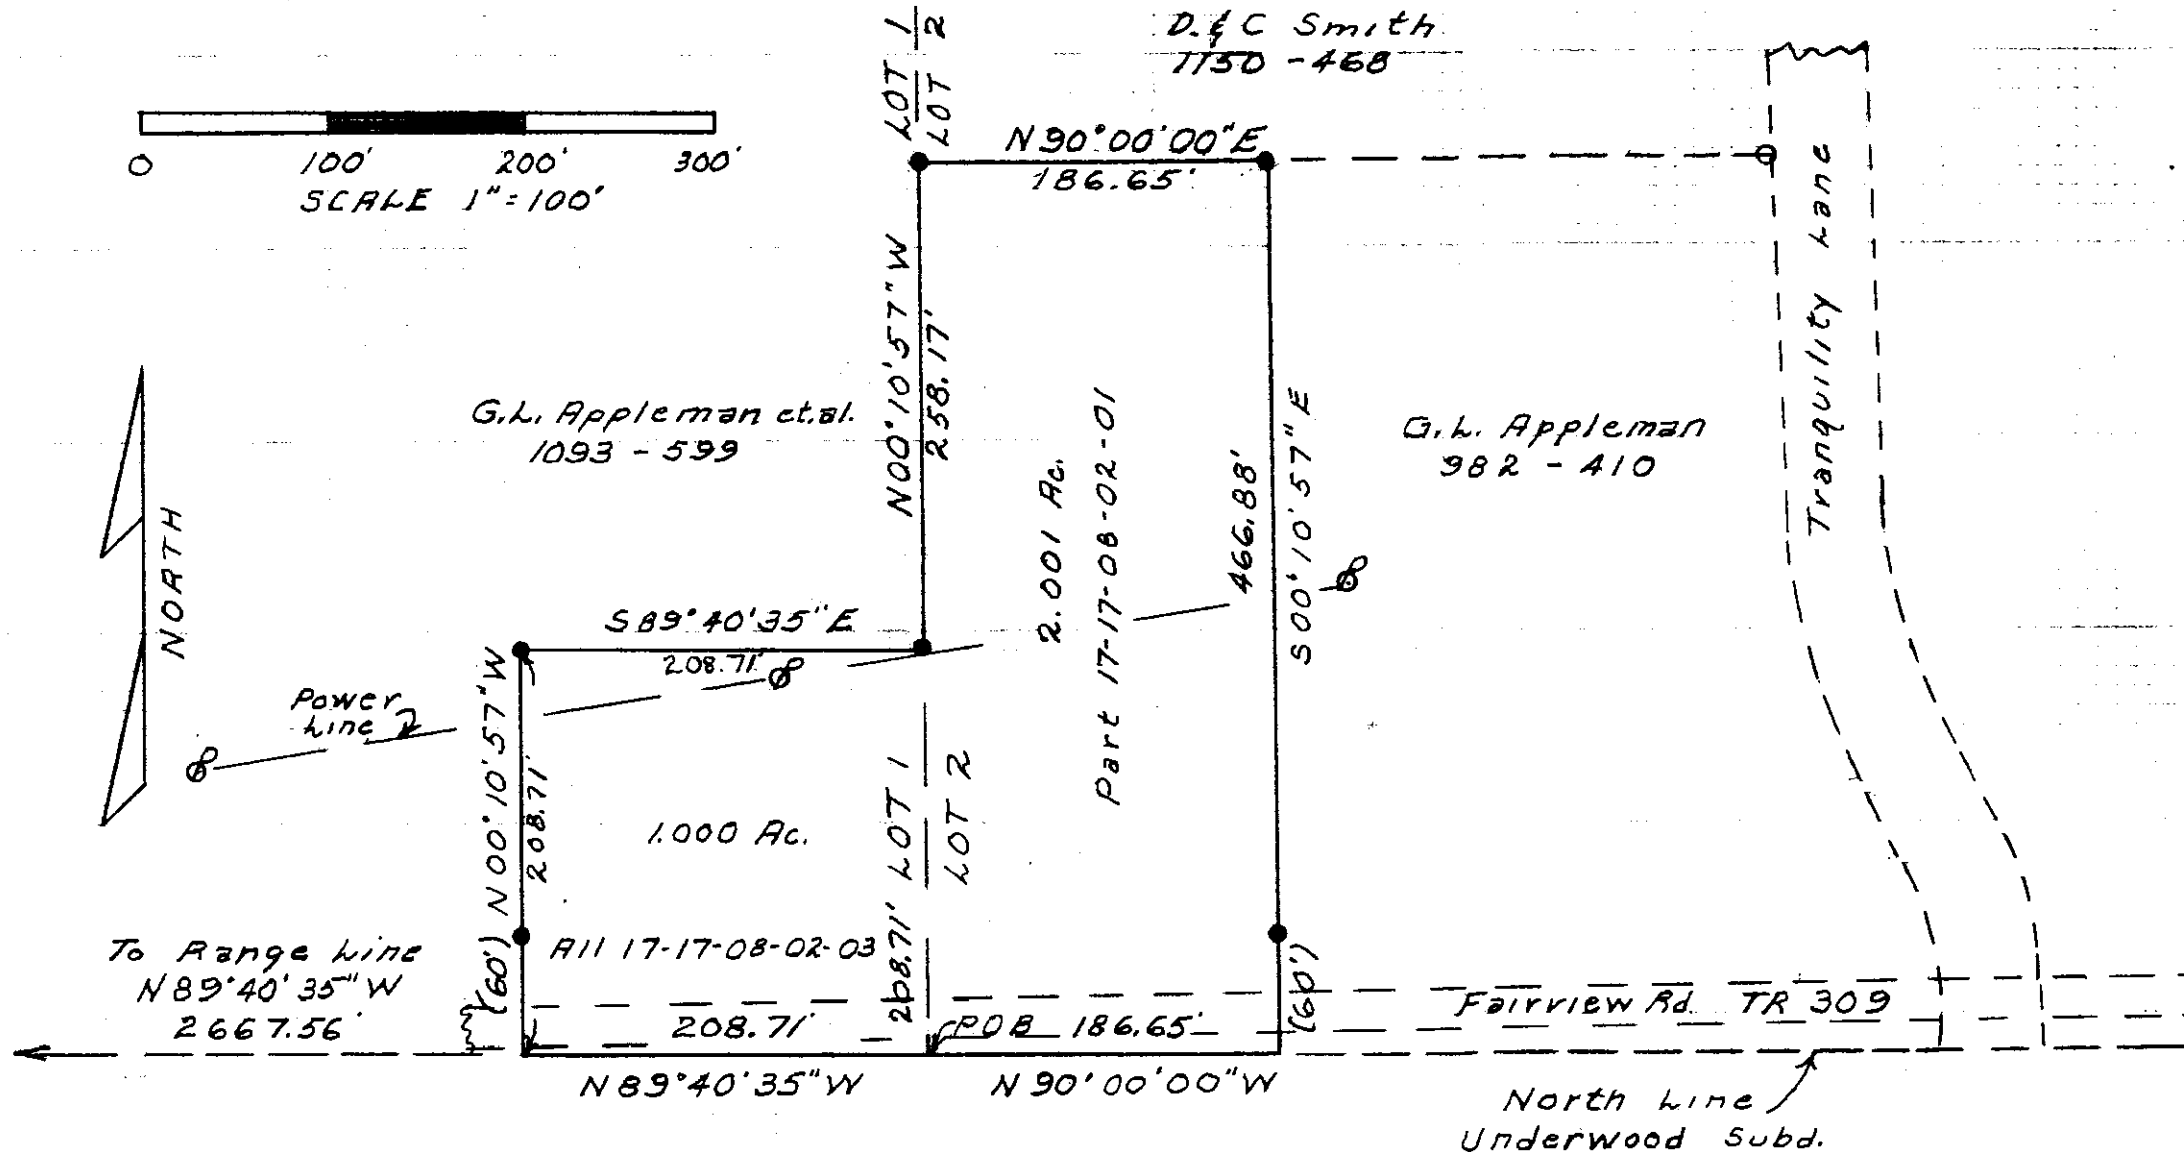 D. & C Smith
1150 - 468
LOT 1
LOT 2
0 100' 200' 300'
SCALE 1"=100'
N 90°00'00"E
186.65'
Tranquility Lane
N00°10'57"W
258.17'
G.L. Appleman et.al.
1093 - 599
2.001 Ac.
Part 17-17-08-02-01
466.88'
S00°10'57"E
G.L. Appleman
982 - 410
NORTH
S89°40'35"E
208.71'
Power
Line
N00°10'57"W
208.71'
(60')
1.000 Ac.
208.71'
LOT 1
LOT 2
To Range Line
N89°40'35"W
2667.56'
All 17-17-08-02-03
(60')
Fairview Rd. TR 309
208.71'
POB 186.65'
N89°40'35"W
N90°00'00"W
North Line
Underwood Subd.